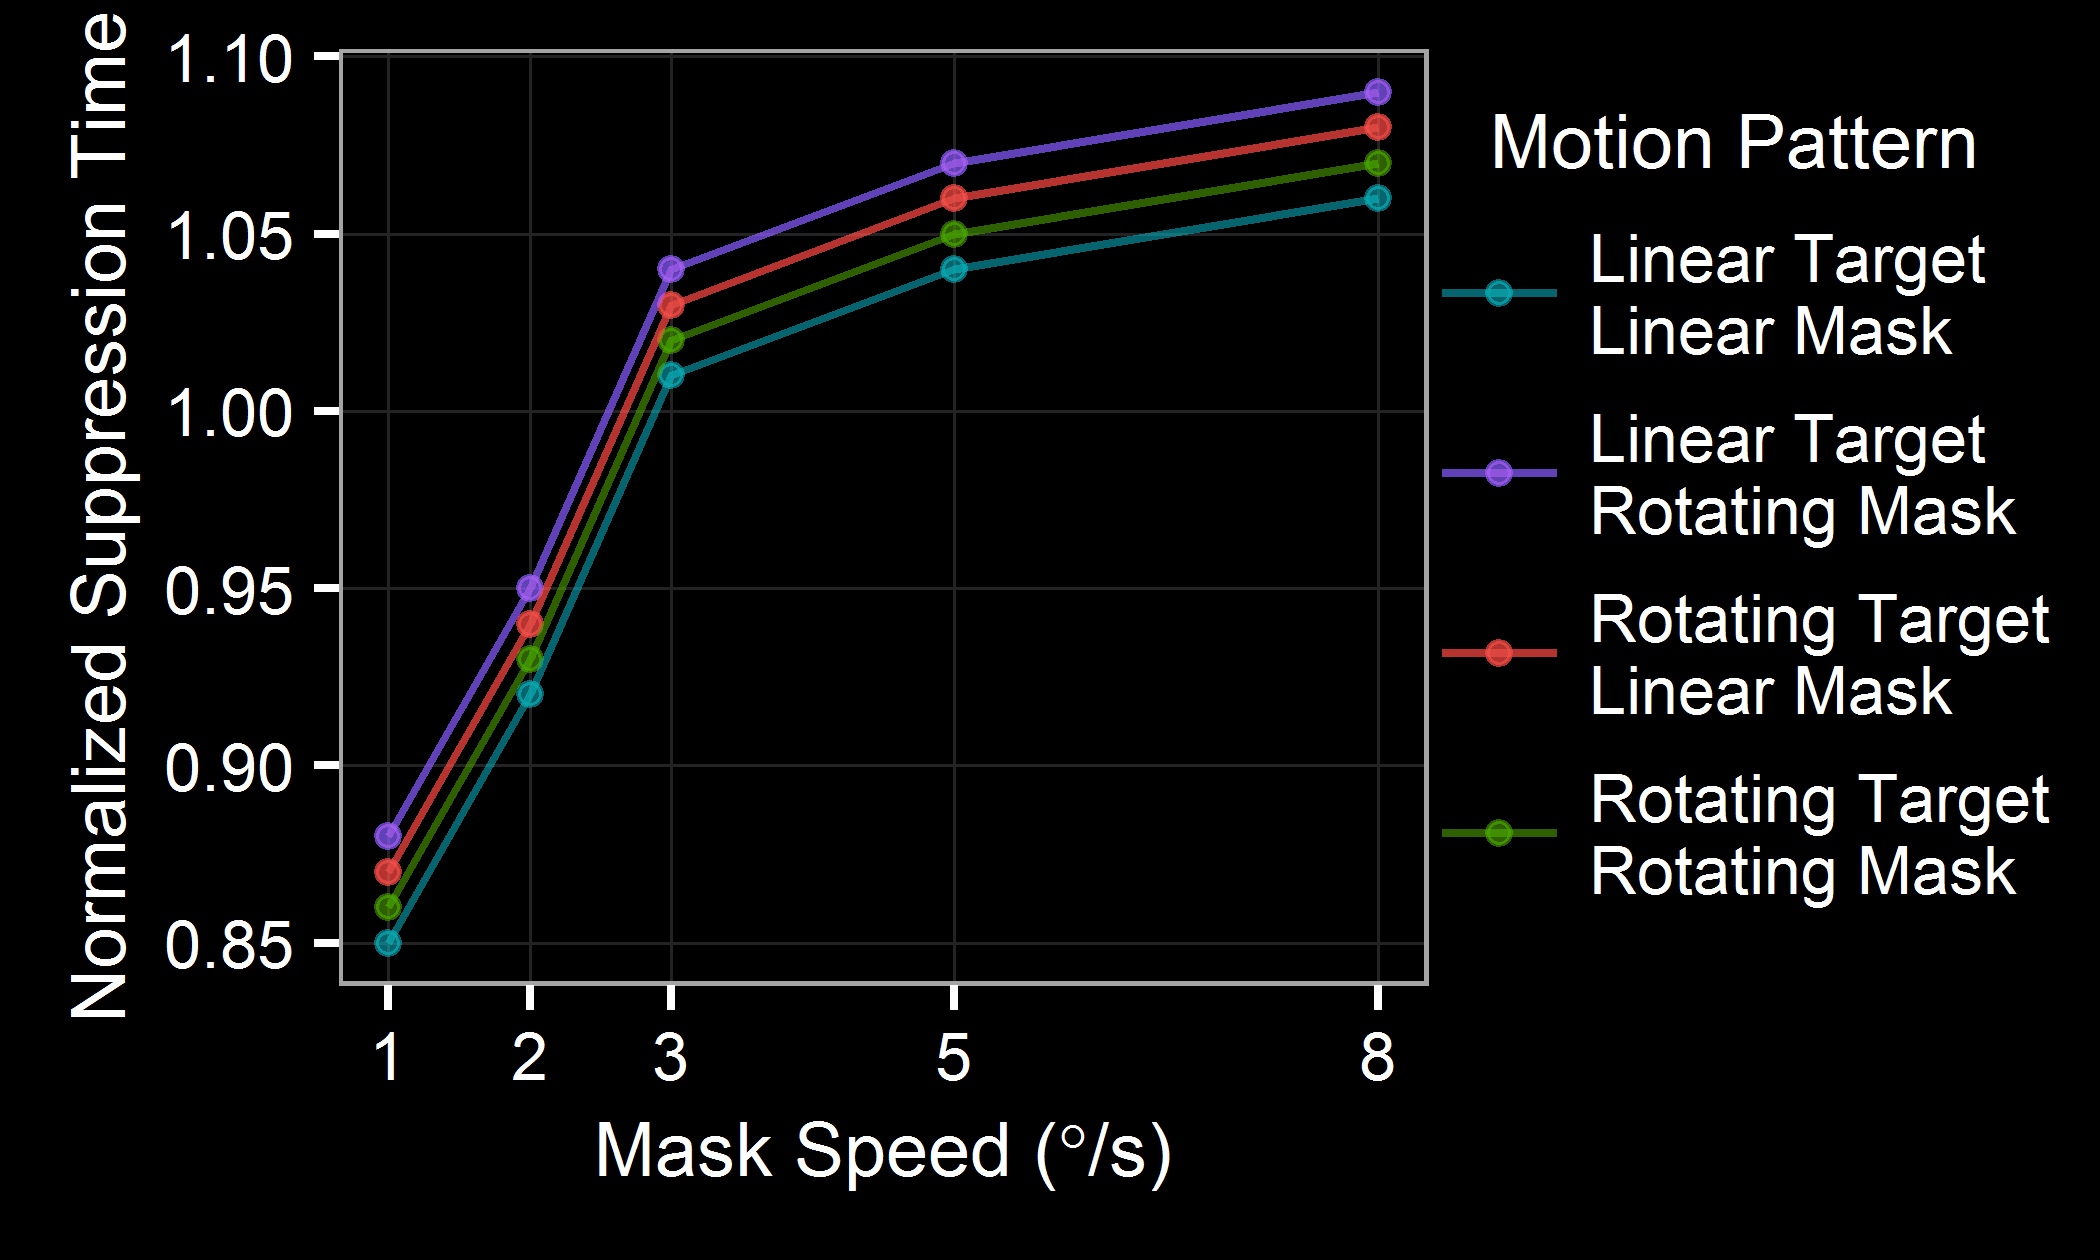 Normalized Suppression Time
1.10
1.05
1.00
0.95
0.90
0.85
1 2 3 5 8
Mask Speed (°/s)
Motion Pattern
Linear Target
Linear Mask
Linear Target
Rotating Mask
Rotating Target
Linear Mask
Rotating Target
Rotating Mask